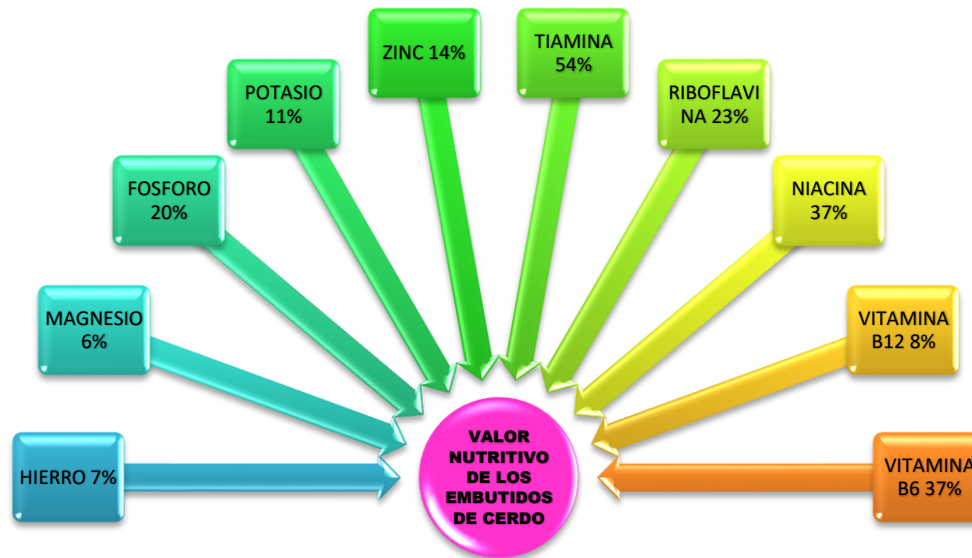 HIERRO 7%
MAGNESIO
6%
FOSFORO
20%
POTASIO
11%
ZINC 14%
TIAMINA
54%
RIBOFLAVI
NA 23%
NIACINA
37%
VITAMINA
B12 8%
VITAMINA
B6 37%
VALOR
NUTRITIVO
DE LOS
EMBUTIDOS
DE CERDO